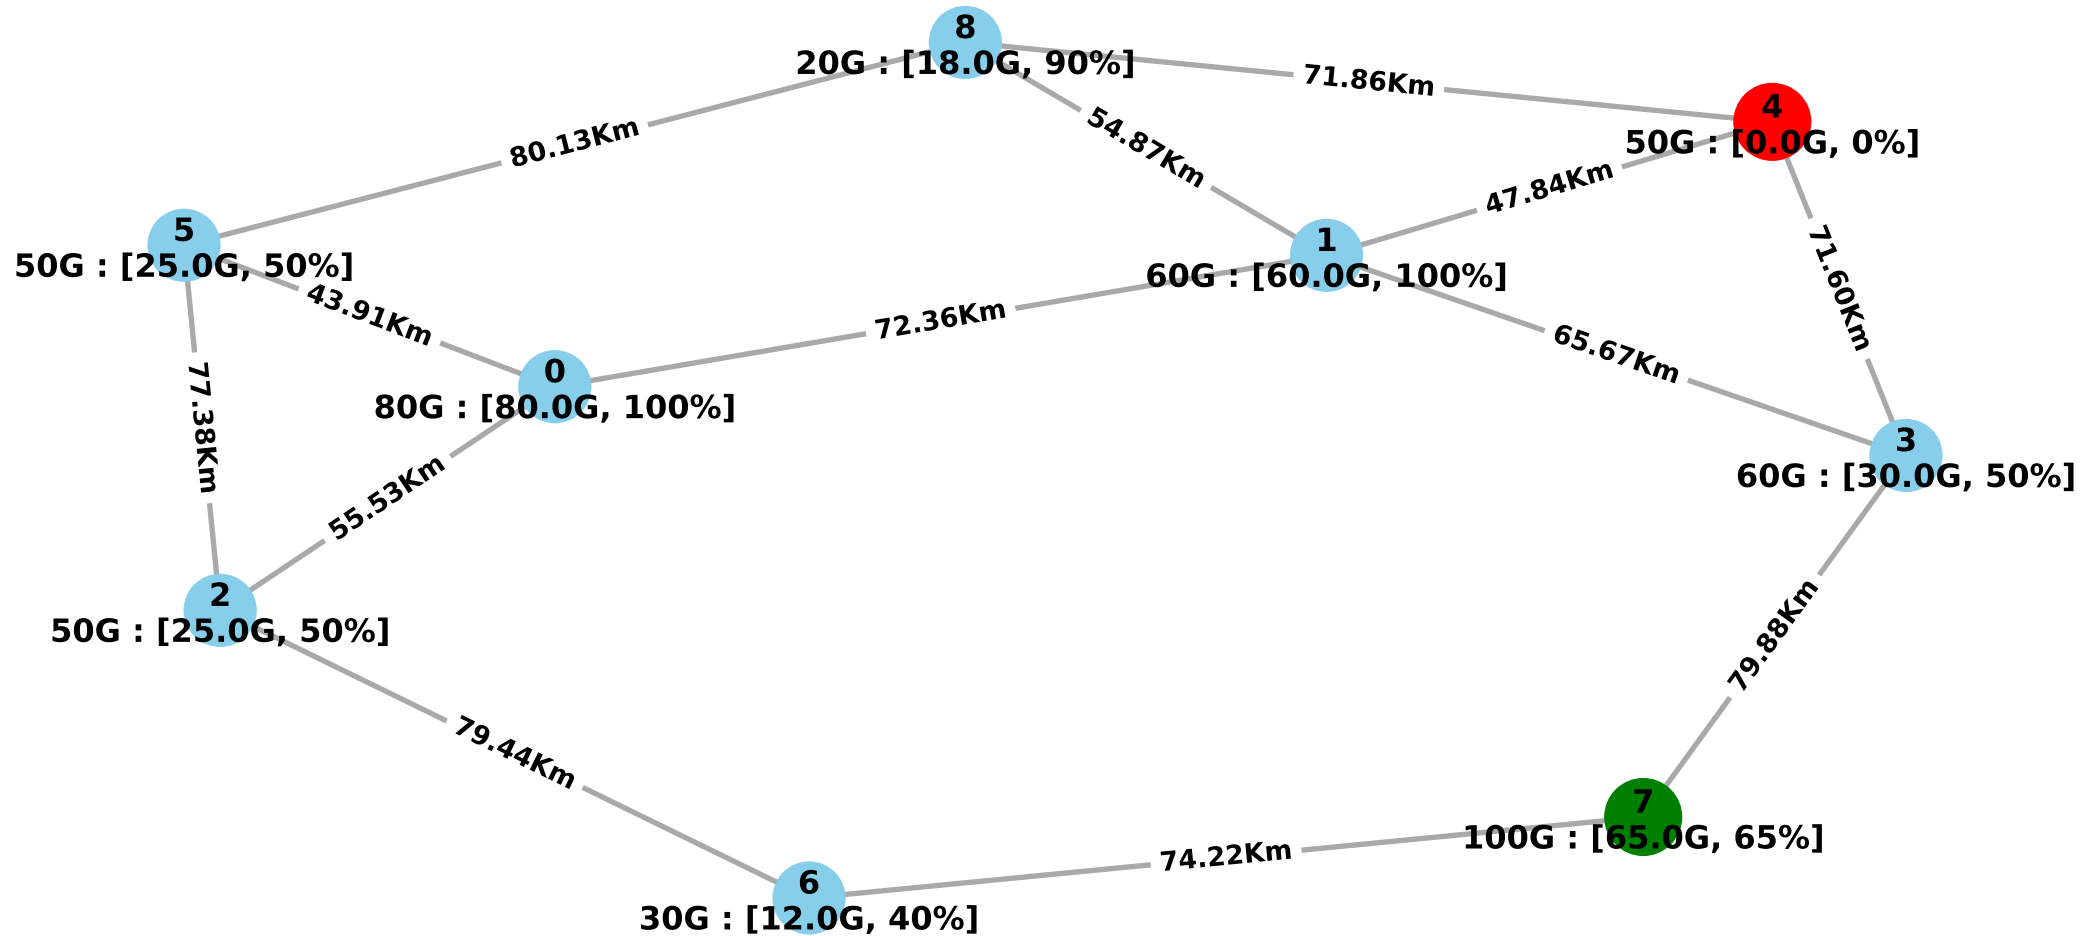 8
20G : [18.0G, 90%]
71.86Km
4
50G : [0.0G, 0%]
80.13Km
54.87Km
47.84Km
5
50G : [25.0G, 50%]
1
60G : [60.0G, 100%]
71.60Km
43.91Km
72.36Km
65.67Km
0
80G : [80.0G, 100%]
77.38Km
3
60G : [30.0G, 50%]
55.53Km
2
50G : [25.0G, 50%]
79.88Km
79.44Km
7
100G : [65.0G, 65%]
74.22Km
6
30G : [12.0G, 40%]